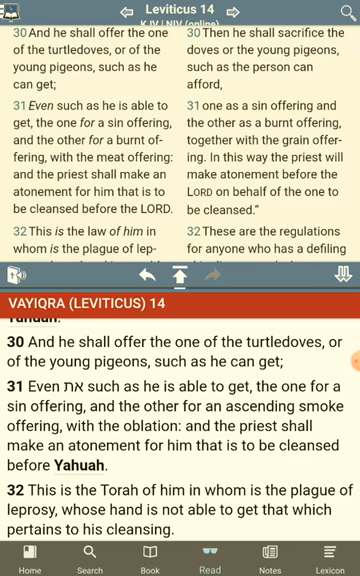 Leviticus 14
KJV | NIV (online)
30 And he shall offer the one
of the turtledoves, or of the
young pigeons, such as he
can get;
31 Even such as he is able to
get, the one for a sin offering,
and the other for a burnt of-
fering, with the meat offering:
and the priest shall make an
atonement for him that is to
be cleansed before the LORD.
32 This is the law of him in
whom is the plague of lep-
30 Then he shall sacrifice the
doves or the young pigeons,
such as the person can
afford,
31 one as a sin offering and
the other as a burnt offering,
together with the grain offer-
ing. In this way the priest will
make atonement before the
LORD on behalf of the one to
be cleansed.”
32 These are the regulations
for anyone who has a defiling
VAYIQRA (LEVITICUS) 14
Yahuah.
30 And he shall offer the one of the turtledoves, or
of the young pigeons, such as he can get;
31 Even את such as he is able to get, the one for a
sin offering, and the other for an ascending smoke
offering, with the oblation: and the priest shall
make an atonement for him that is to be cleansed
before Yahuah.
32 This is the Torah of him in whom is the plague of
leprosy, whose hand is not able to get that which
pertains to his cleansing.
Home
Search
Book
Read
Notes
Lexicon